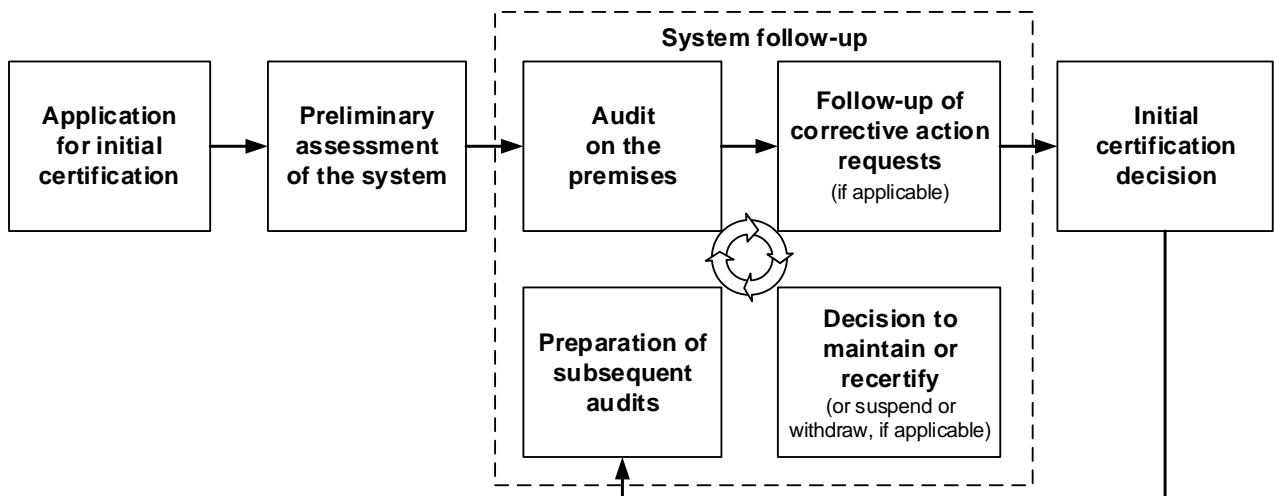 System follow-up
Application
for initial
certification
Preliminary
assessment
of the system
Audit
on the
premises
Follow-up of
corrective action
requests
(if applicable)
Initial
certification
decision
Preparation of
subsequent
audits
Decision to
maintain or
recertify
(or suspend or
withdraw, if applicable)